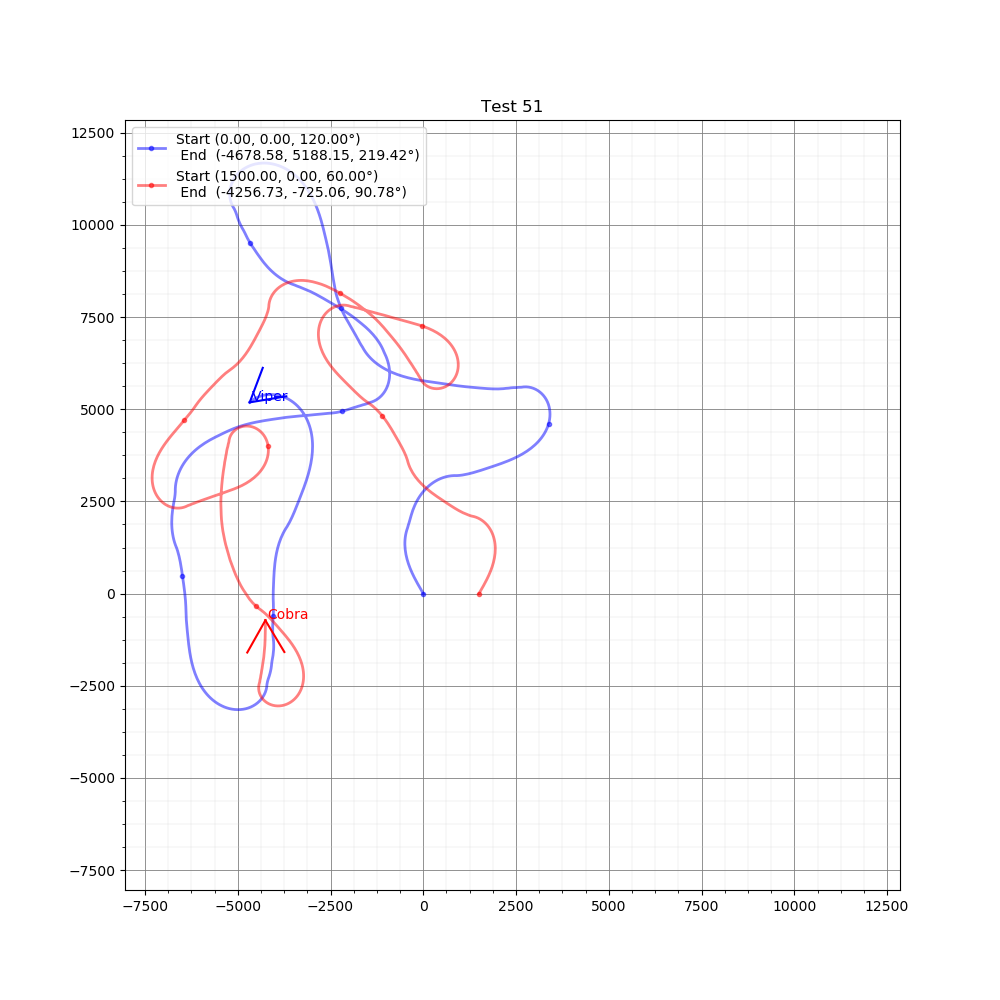 Test 51
Start (0.00, 0.00, 120.00°)
End (-4678.58, 5188.15, 219.42°)
Start (1500.00, 0.00, 60.00°)
End (-4256.73, -725.06, 90.78°)
12500
10000
7500
5000
2500
0
−2500
−5000
−7500
Viper
Cobra
−7500 −5000 −2500 0 2500 5000 7500 10000 12500